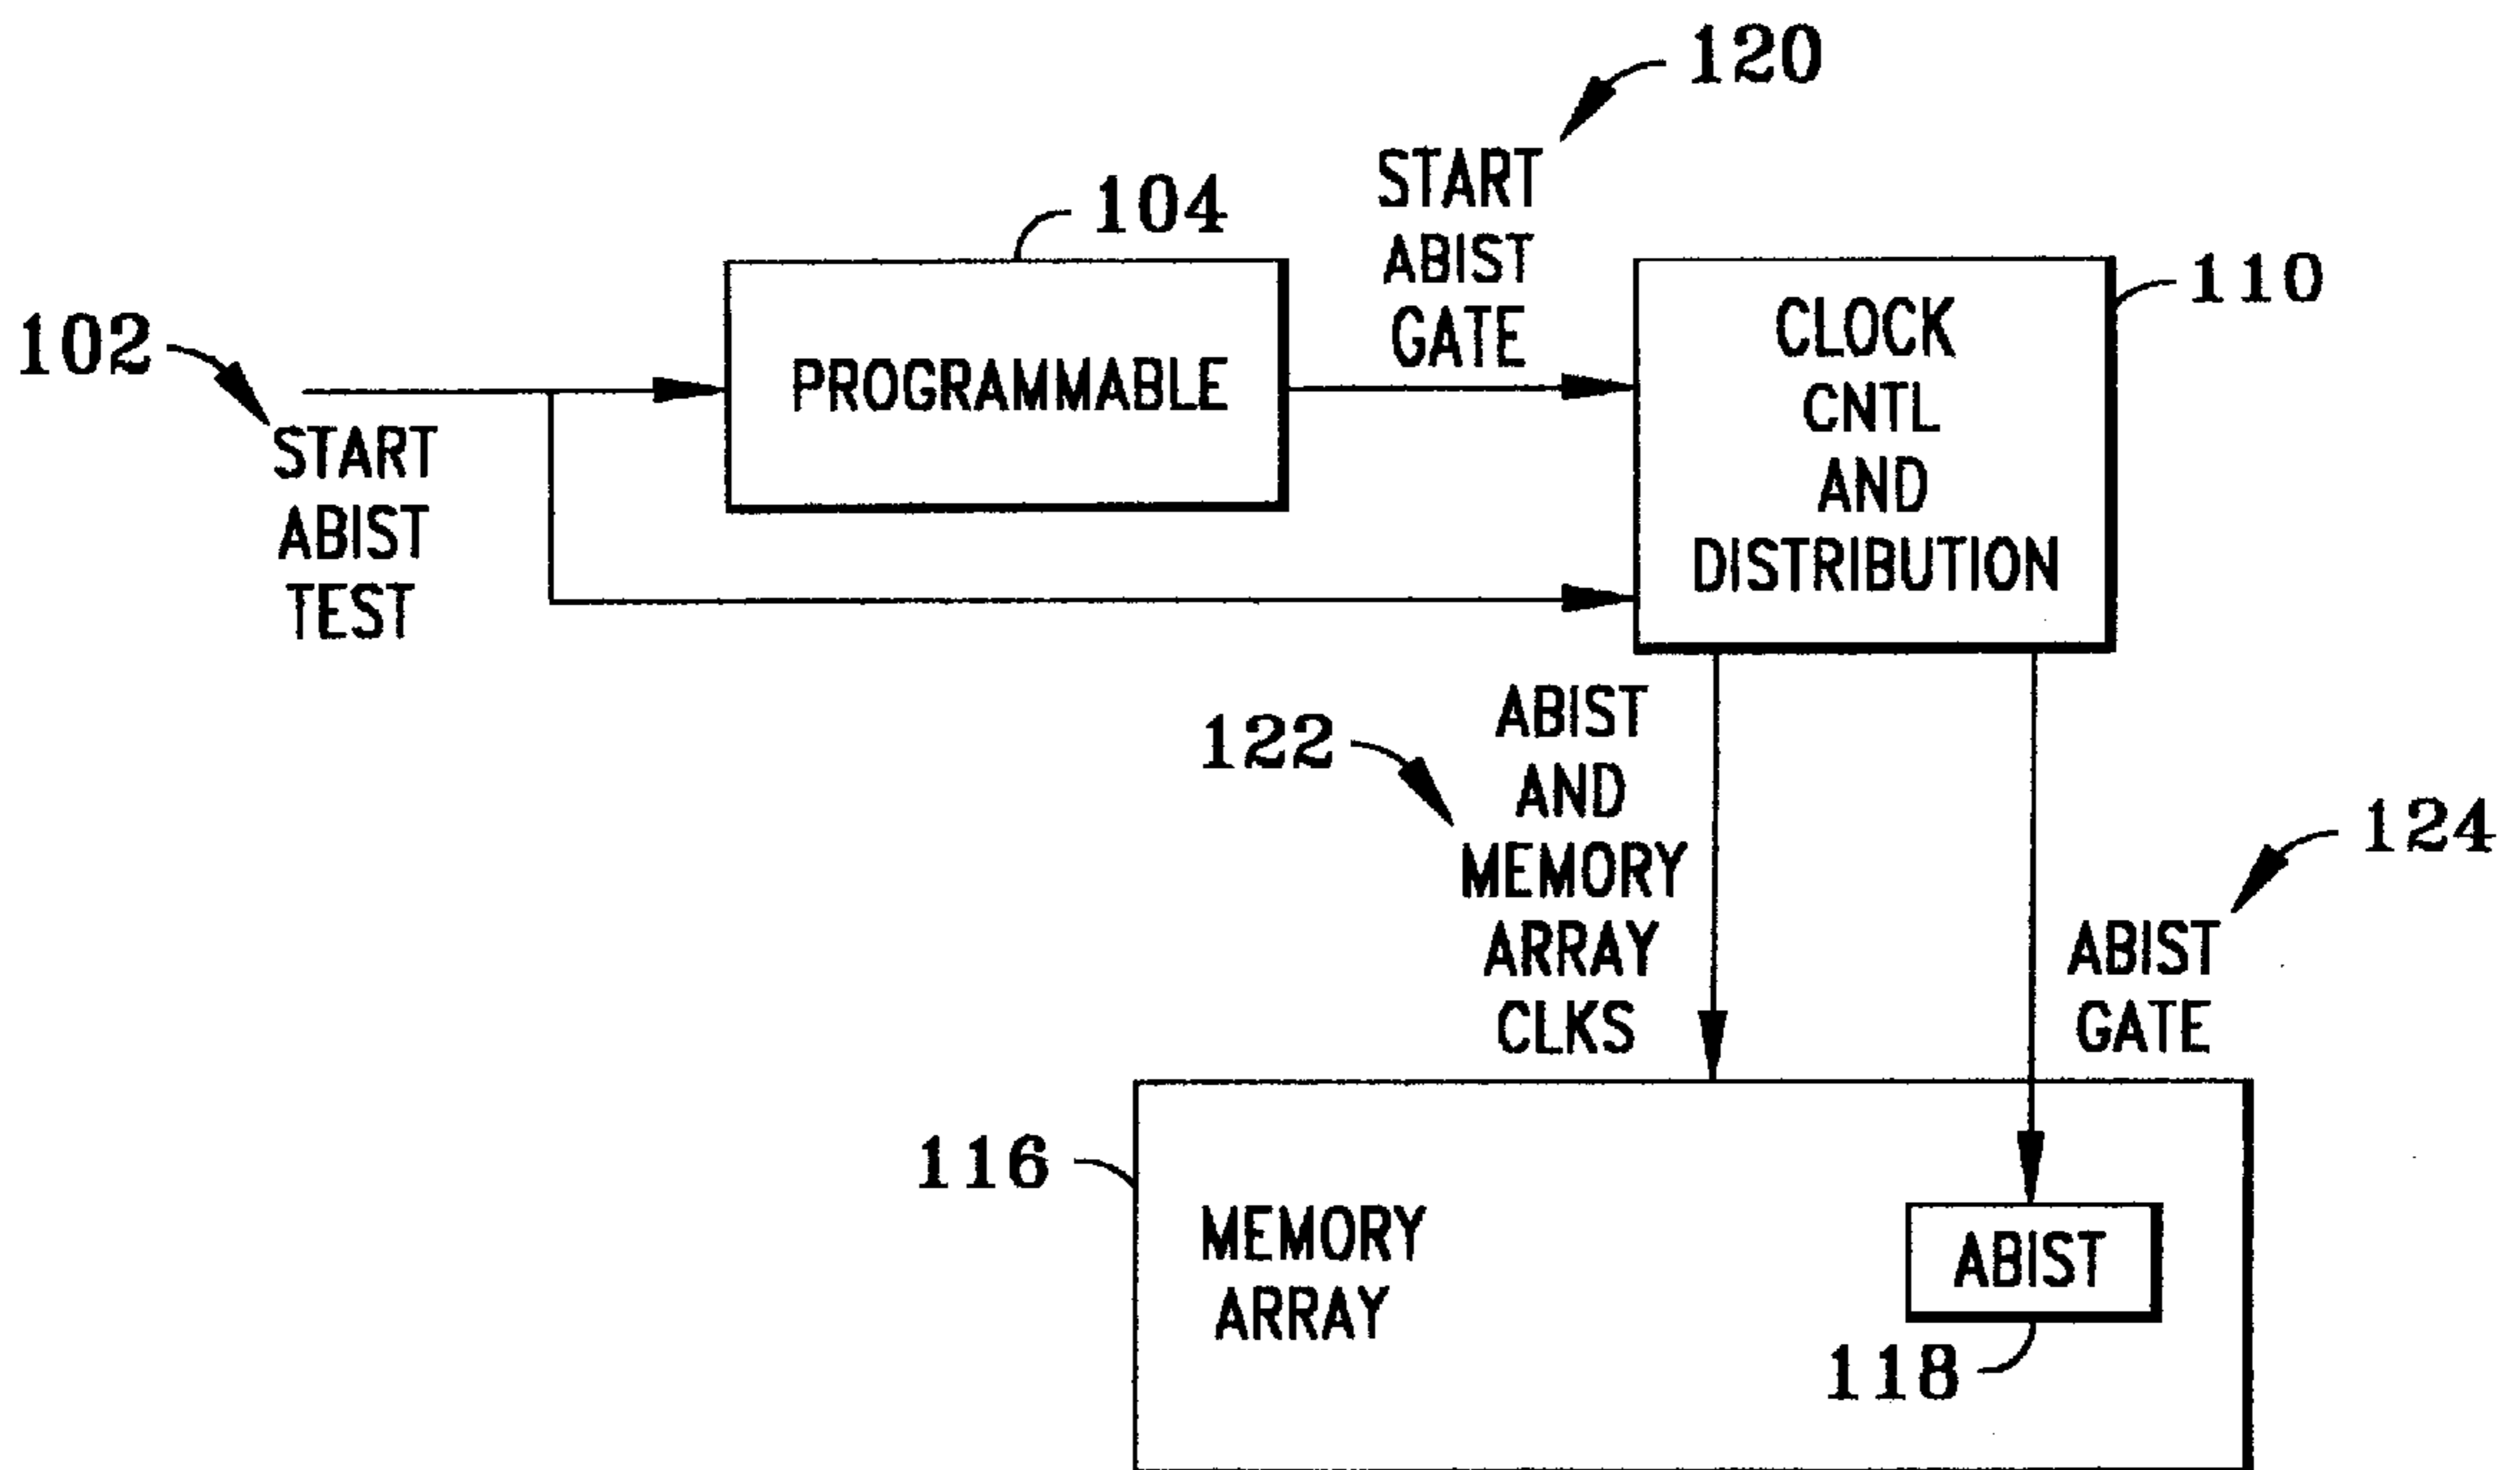 120
START
ABIST
GATE
104
102
START
ABIST
TEST
PROGRAMMABLE
110
CLOCK
CNTL
AND
DISTRIBUTION
122
ABIST
AND
MEMORY
ARRAY
CLKS
124
ABIST
GATE
116
MEMORY
ARRAY
ABIST
118